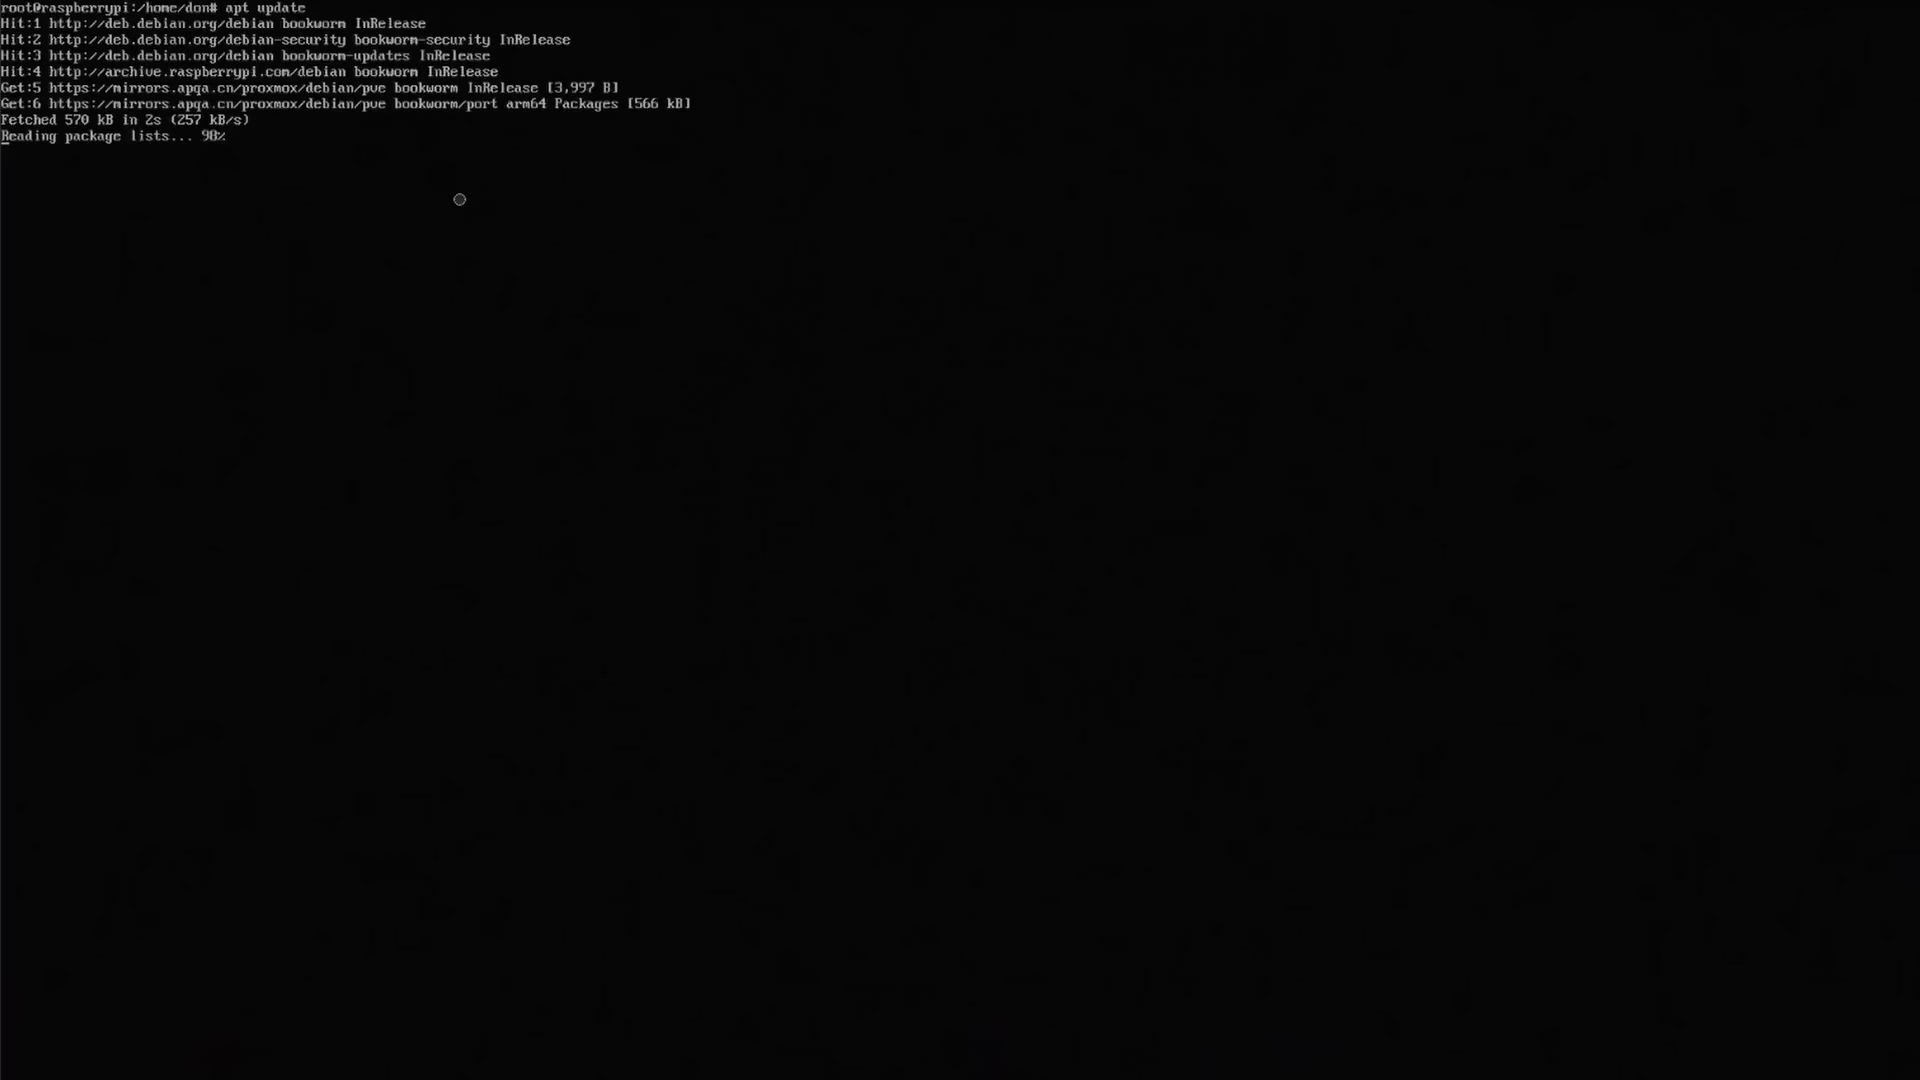 root@raspberrypi:/home/don# apt update
Hit:1 http://deb.debian.org/debian bookworm InRelease
Hit:2 http://deb.debian.org/debian-security bookworm-security InRelease
Hit:3 http://deb.debian.org/debian bookworm-updates InRelease
Hit:4 http://archive.raspberrypi.com/debian bookworm InRelease
Get:5 https://mirrors.apqa.cn/proxmox/debian/pve bookworm InRelease [3,997 B]
Get:6 https://mirrors.apqa.cn/proxmox/debian/pve bookworm/port arm64 Packages [566 kB]
Fetched 570 kB in 2s (257 kB/s)
Reading package lists... 98%